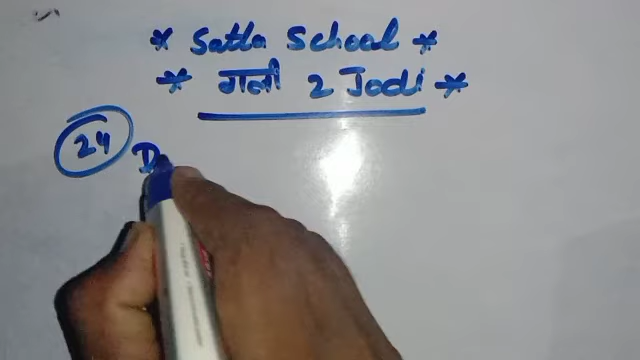 * Satta School *
* गली 2 Jodi *
24 D